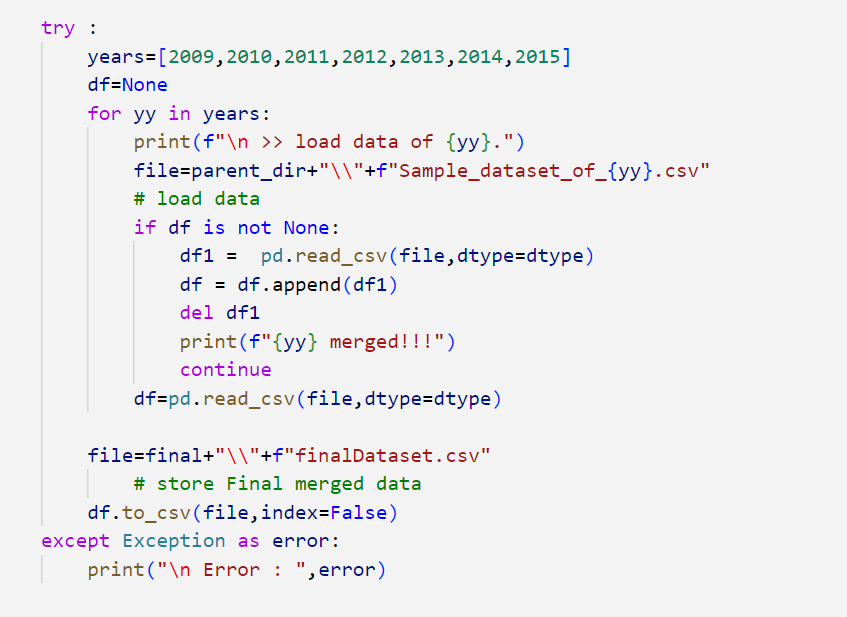 try :
    years=[2009,2010,2011,2012,2013,2014,2015]
    df=None
    for yy in years:
        print(f"\n >> load data of {yy}.")
        file=parent_dir+"\\"+f"Sample_dataset_of_{yy}.csv"
        # load data
        if df is not None:
            df1 =  pd.read_csv(file,dtype=dtype)
            df = df.append(df1)
            del df1
            print(f"{yy} merged!!!")
            continue
        df=pd.read_csv(file,dtype=dtype)

    file=final+"\\"+f"finalDataset.csv"
        # store Final merged data
    df.to_csv(file,index=False)
except Exception as error:
    print("\n Error : ",error)